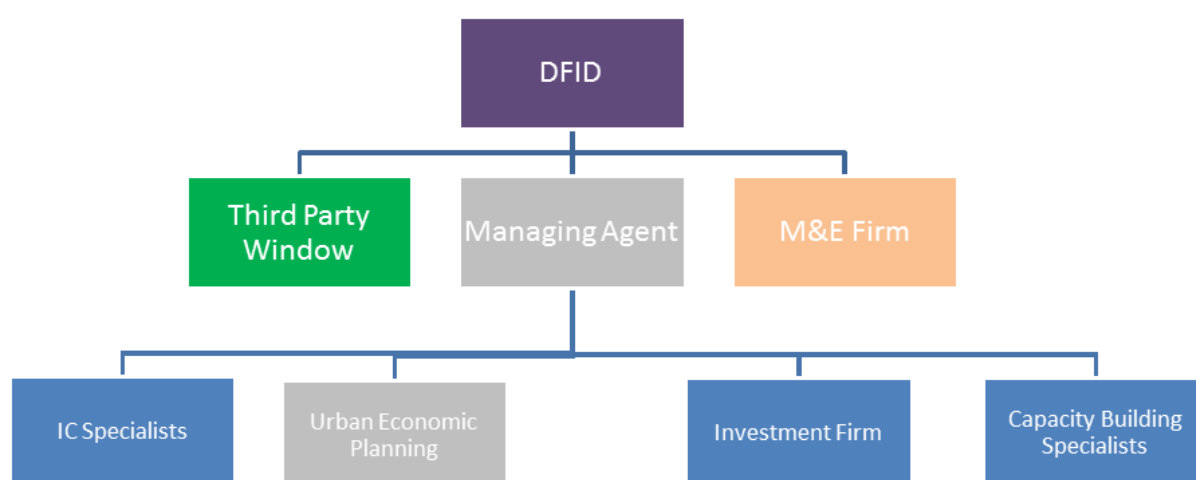 DFID
Third Party
Window
Managing Agent
M&E Firm
IC Specialists
Urban Economic
Planning
Investment Firm
Capacity Building
Specialists